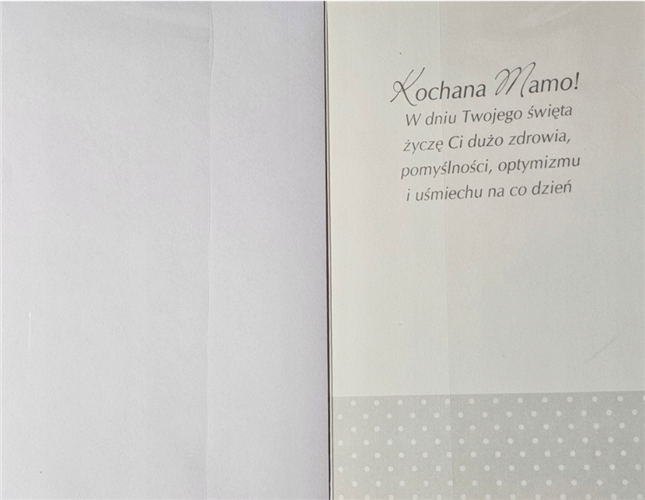 Kochana Mamo!
W dniu Twojego święta
życzę Ci dużo zdrowia,
pomyślności, optymizmu
i uśmiechu na co dzień